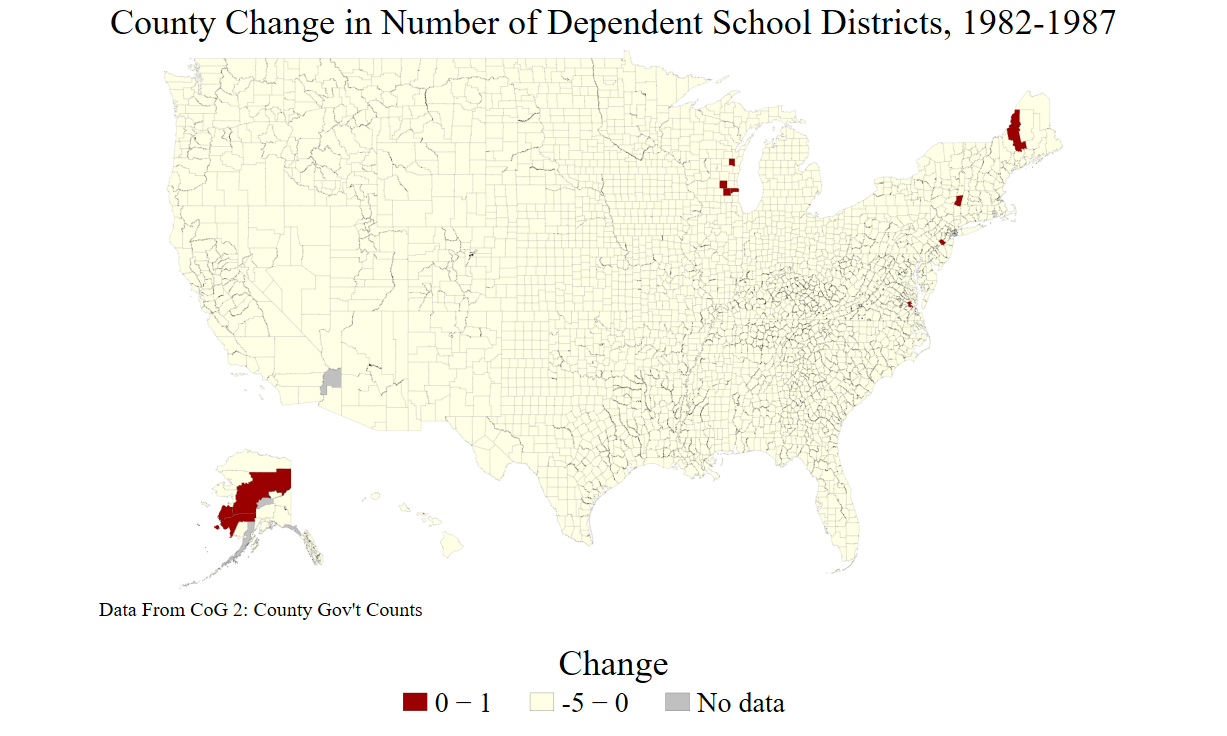 County Change in Number of Dependent School Districts, 1982-1987
Data From CoG 2: County Gov't Counts
Change
0 − 1 -5 − 0 No data